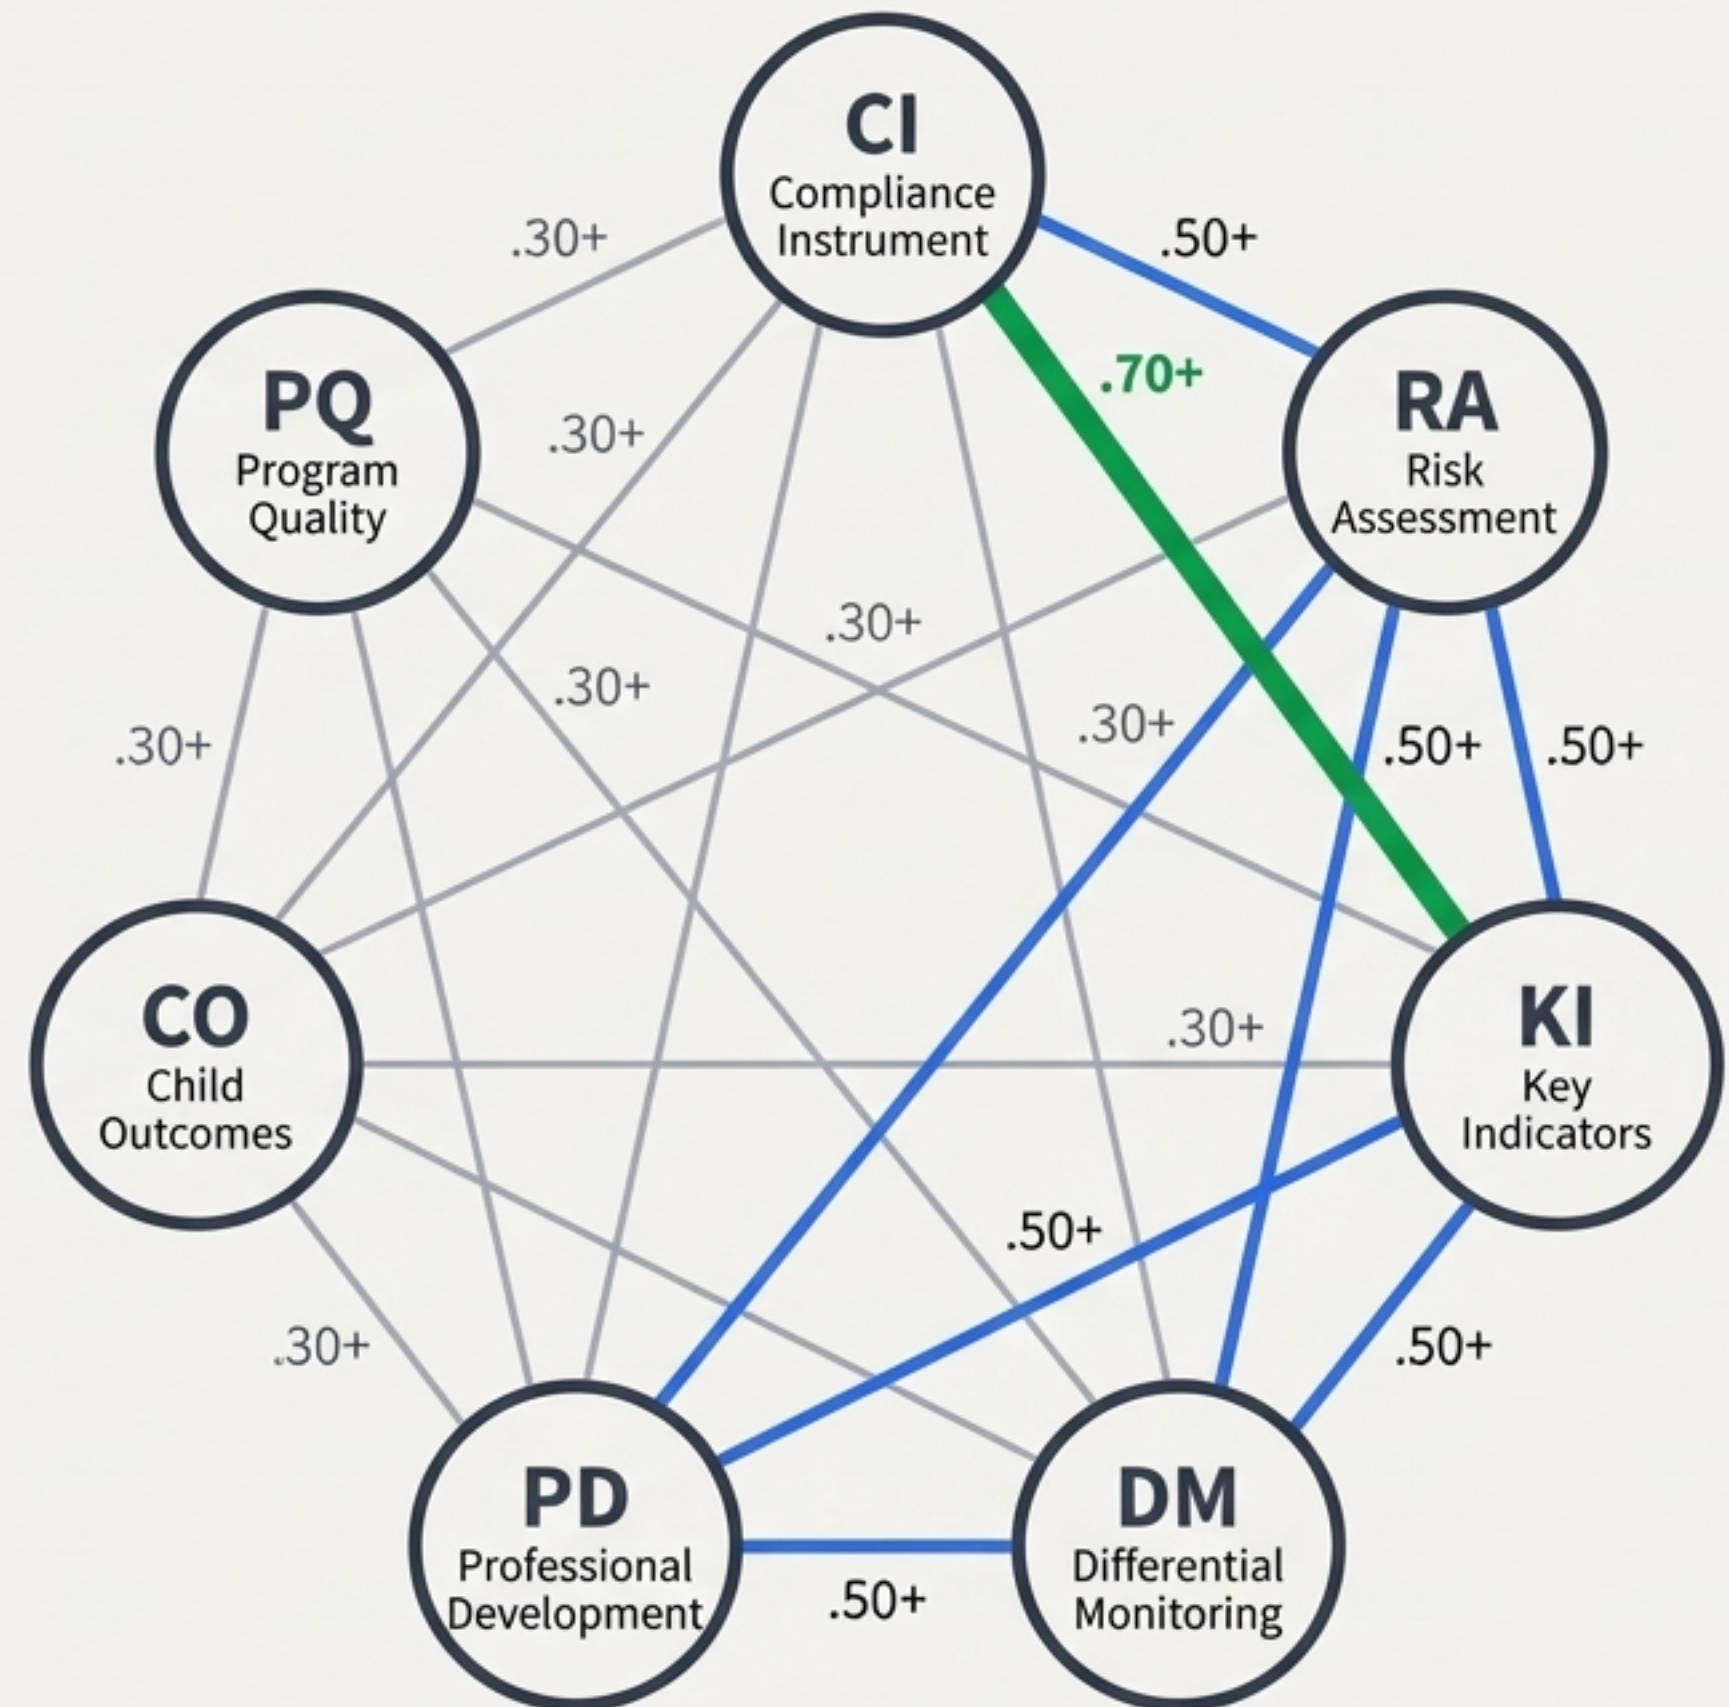 CI
Compliance
Instrument
.30+
.50+
.70+
PQ
Program
Quality
RA
Risk
Assessment
.30+
.30+
.30+
.30+
.30+
.50+
.50+
CO
Child
Outcomes
.30+
KI
Key
Indicators
.50+
.30+
.50+
PD
Professional
Development
DM
Differential
Monitoring
.50+